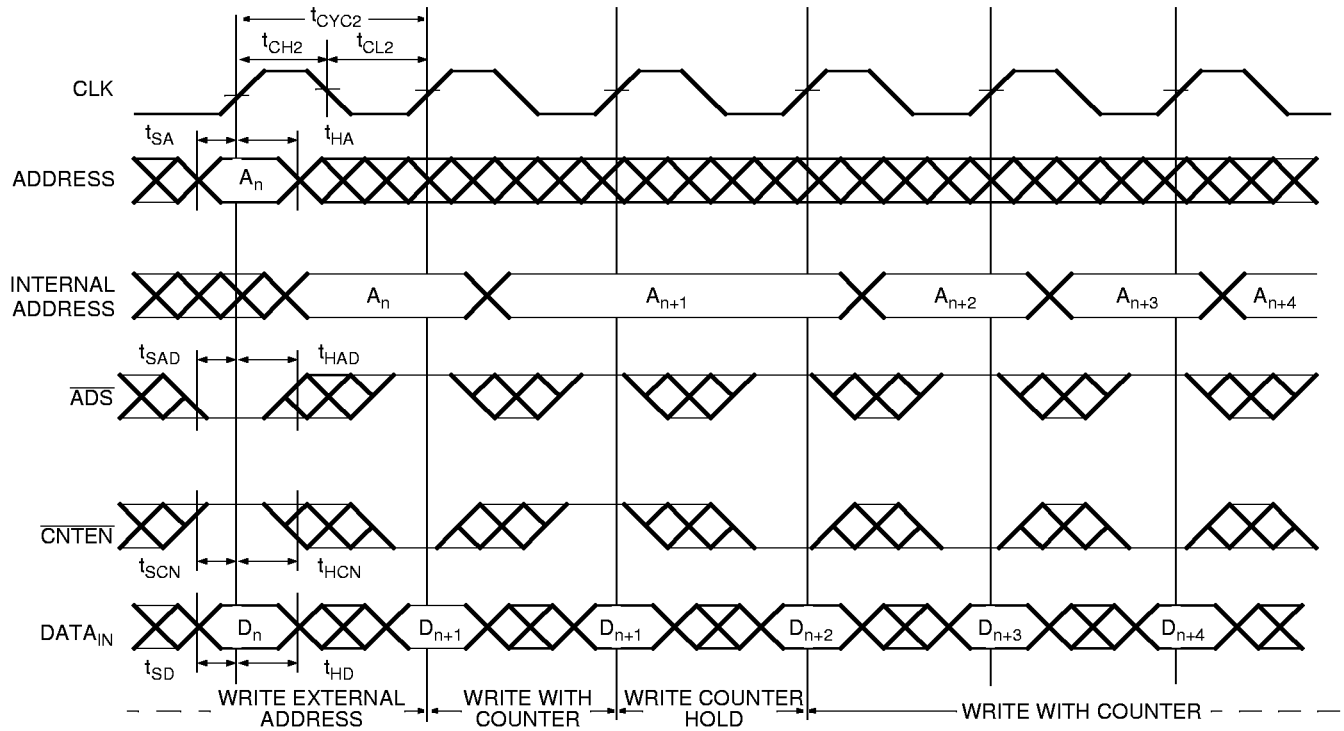 tCYC2
tCH2
tCL2
CLK
tSA
tHA
ADDRESS
An
INTERNAL
ADDRESS
An
An+1
An+2
An+3
An+4
tSAD
tHAD
ADS
CNTEN
tSCN
tHCN
DATAIN
Dn
Dn+1
Dn+1
Dn+2
Dn+3
Dn+4
tSD
tHD
WRITE EXTERNAL
ADDRESS
WRITE WITH
COUNTER
WRITE COUNTER
HOLD
WRITE WITH COUNTER